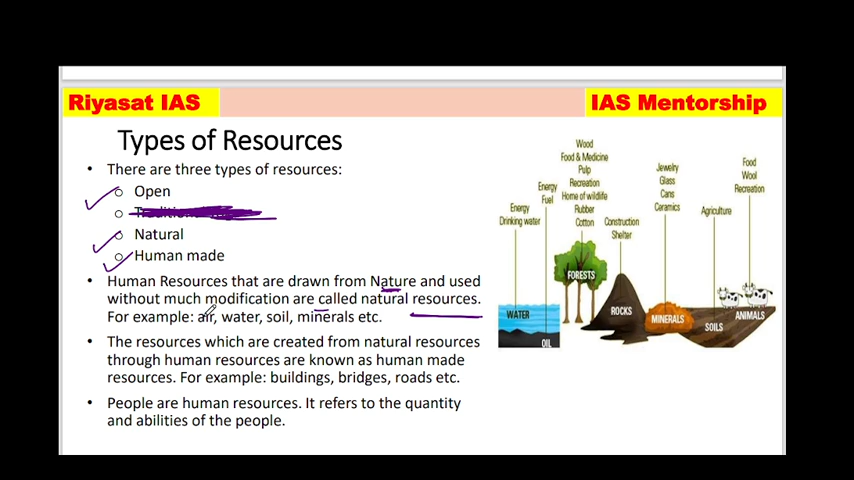 Riyasat IAS
IAS Mentorship
Types of Resources
• There are three types of resources:
o Open
o
o Natural
o Human made
• Human Resources that are drawn from Nature and used
without much modification are called natural resources.
For example: air, water, soil, minerals etc.
• The resources which are created from natural resources
through human resources are known as human made
resources. For example: buildings, bridges, roads etc.
• People are human resources. It refers to the quantity
and abilities of the people.
Energy
Drinking water
Energy
Fuel
Wood
Food & Medicine
Pulp
Recreation
Home of wildlife
Rubber
Cotton
Construction
Shelter
Jewelry
Glass
Cans
Ceramics
Agriculture
Food
Wool
Recreation
WATER
OIL
FORESTS
ROCKS
MINERALS
SOILS
ANIMALS